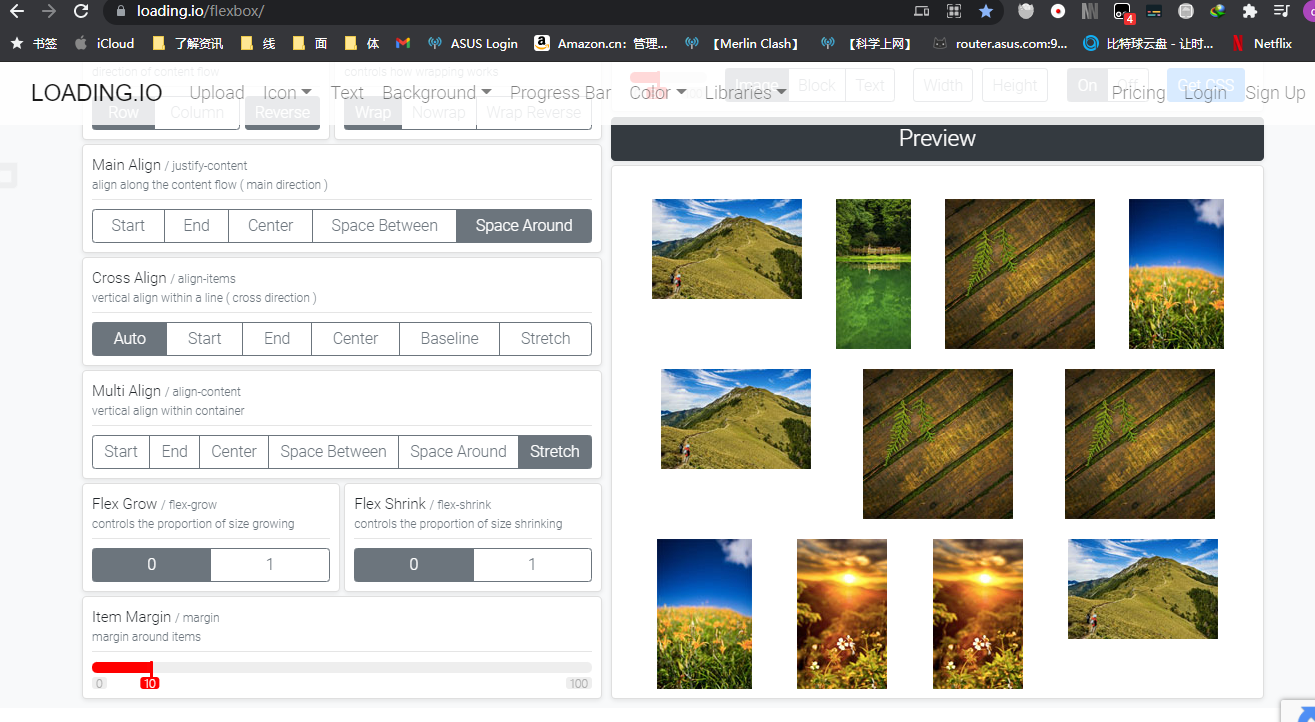 loading.io/flexbox/
4
书签 iCloud 了解资讯 线 面 体 ASUS Login Amazon.cn：管理... 【Merlin Clash】 【科学上网】 router.asus.com:9... 比特球云盘 - 让时... Netflix
direction of content flow controls how wrapping works
LOADING.IO Upload Icon Text Background Progress Bar Color Libraries Pricing Login Sign Up
Image Block Text Width Height On Off Get CSS
Row Column Reverse Wrap Nowrap Wrap Reverse
Preview
Main Align / justify-content
align along the content flow ( main direction )
Start End Center Space Between Space Around
Cross Align / align-items
vertical align within a line ( cross direction )
Auto Start End Center Baseline Stretch
Multi Align / align-content
vertical align within container
Start End Center Space Between Space Around Stretch
Flex Grow / flex-grow Flex Shrink / flex-shrink
controls the proportion of size growing controls the proportion of size shrinking
0 1 0 1
Item Margin / margin
margin around items
0 10 100